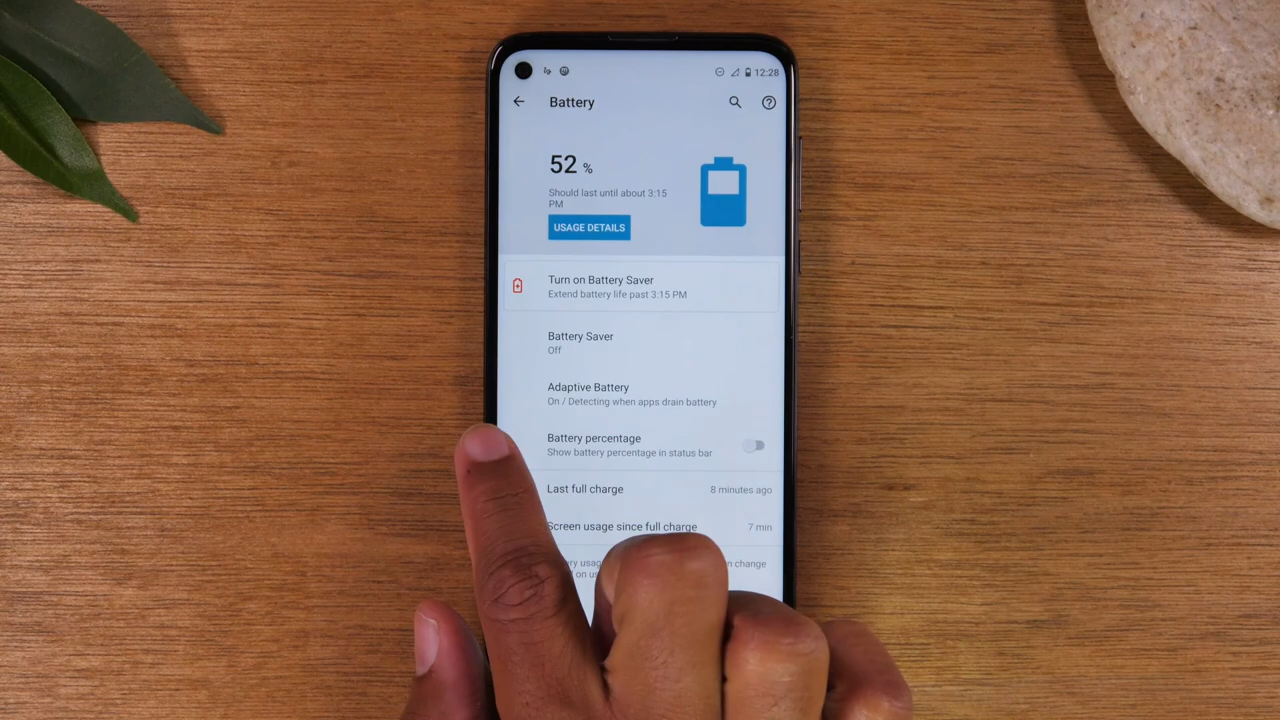 12:28
Battery
52 %
Should last until about 3:15
PM
USAGE DETAILS
Turn on Battery Saver
Extend battery life past 3:15 PM
Battery Saver
Off
Adaptive Battery
On / Detecting when apps drain battery
Battery percentage
Show battery percentage in status bar
Last full charge 8 minutes ago
Screen usage since full charge 7 min
change